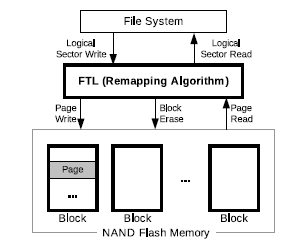 File System
Logical
Sector Write
Logical
Sector Read
FTL (Remapping Algorithm)
Page
Write
Block
Erase
Page
Read
Page
...
...
Block
Block
Block
NAND Flash Memory